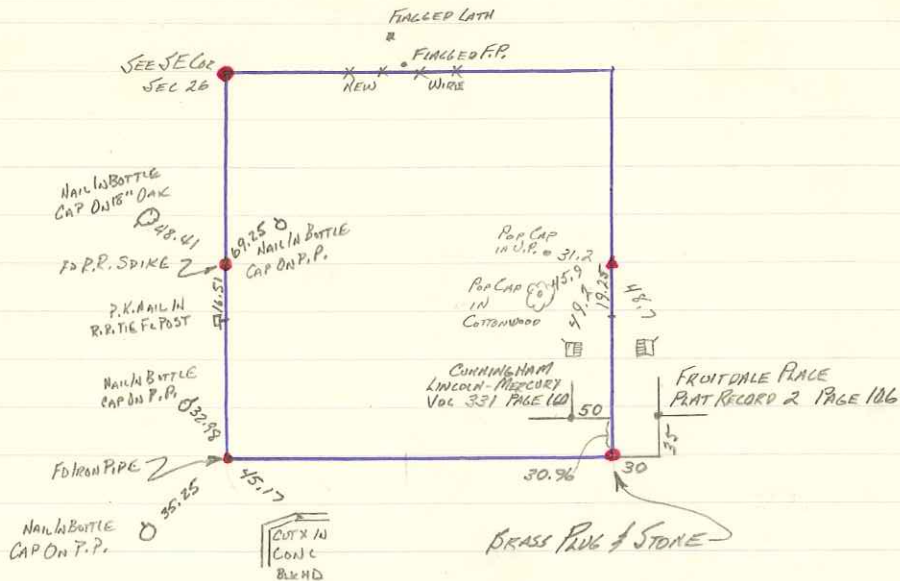 FLAGGED LATH
FLAGGED F.P.
SEE SE COR
SEC 26
NEW WIRE
NAIL IN BOTTLE
CAP ON 18" OAK
48.41
69.25
NAIL IN BOTTLE
CAP ON P.P.
FD R.R. SPIKE
16.51
P.K. NAIL IN
R.R. TIE FC POST
POP CAP
IN U.P.
31.2
45.9
POP CAP
IN
COTTONWOOD
49.7
19.25
48.7
NAIL IN BOTTLE
CAP ON P.P.
32.98
CUNNINGHAM
LINCOLN-MERCURY
VOL 331 PAGE 160
50
FRUITDALE PLACE
PLAT RECORD 2 PAGE 106
35
FD IRON PIPE
45.17
30.96
30
35.25
NAIL IN BOTTLE
CAP ON P.P.
CUT X IN
CONC
BLKHD
BRASS PLUG & STONE